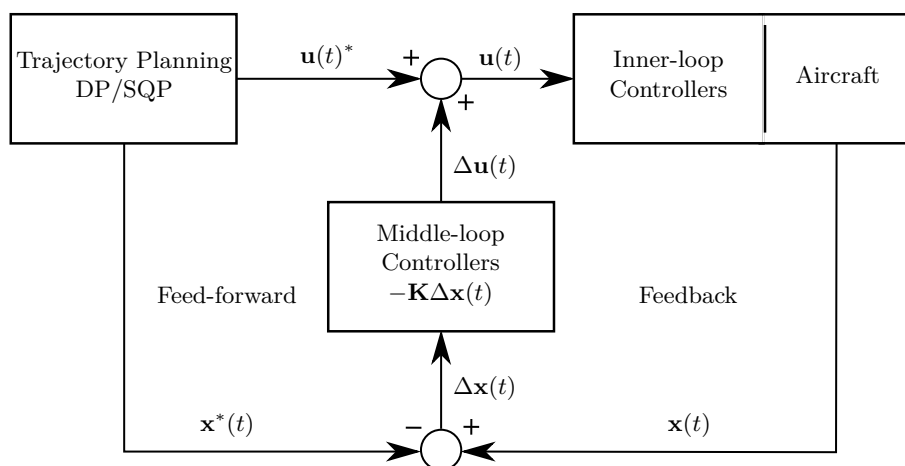 Trajectory Planning
DP/SQP
𝐮(t)*
+
+
𝐮(t)
Inner-loop
Controllers
Aircraft
Δ𝐮(t)
Middle-loop
Controllers
−𝐊Δ𝐱(t)
Feed-forward
Feedback
Δ𝐱(t)
𝐱*(t)
−
+
𝐱(t)